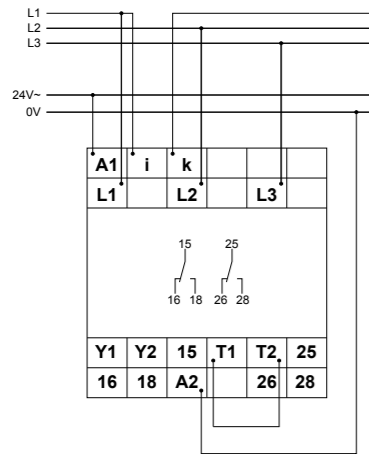 L1
L2
L3
24V~
0V
A1 i k
L1 L2 L3
15 25
16 18 26 28
Y1 Y2 15 T1 T2 25
16 18 A2 26 28